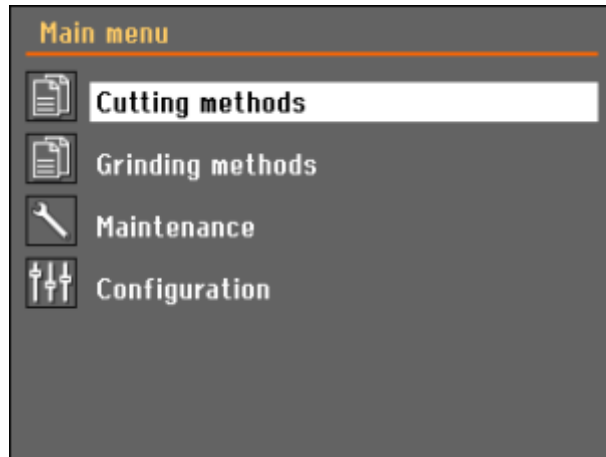 Main menu
Cutting methods
Grinding methods
Maintenance
Configuration